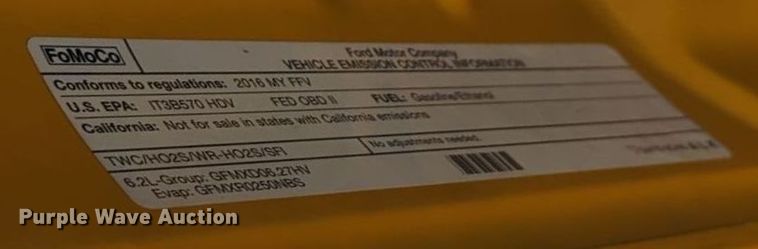 FoMoCo
Ford Motor Company
VEHICLE EMISSION CONTROL INFORMATION
Conforms to regulations: 2016 MY FFV
U.S. EPA: IT3B570 HDV FED OBD II FUEL: Gasoline/Ethanol
California: Not for sale in states with California emissions
TWC/HO2S/WR-HO2S/SFI No adjustments needed.
6.2L-Group: GFMXD06.27HV
Evap: GFMXR0250NBS
Purple Wave Auction